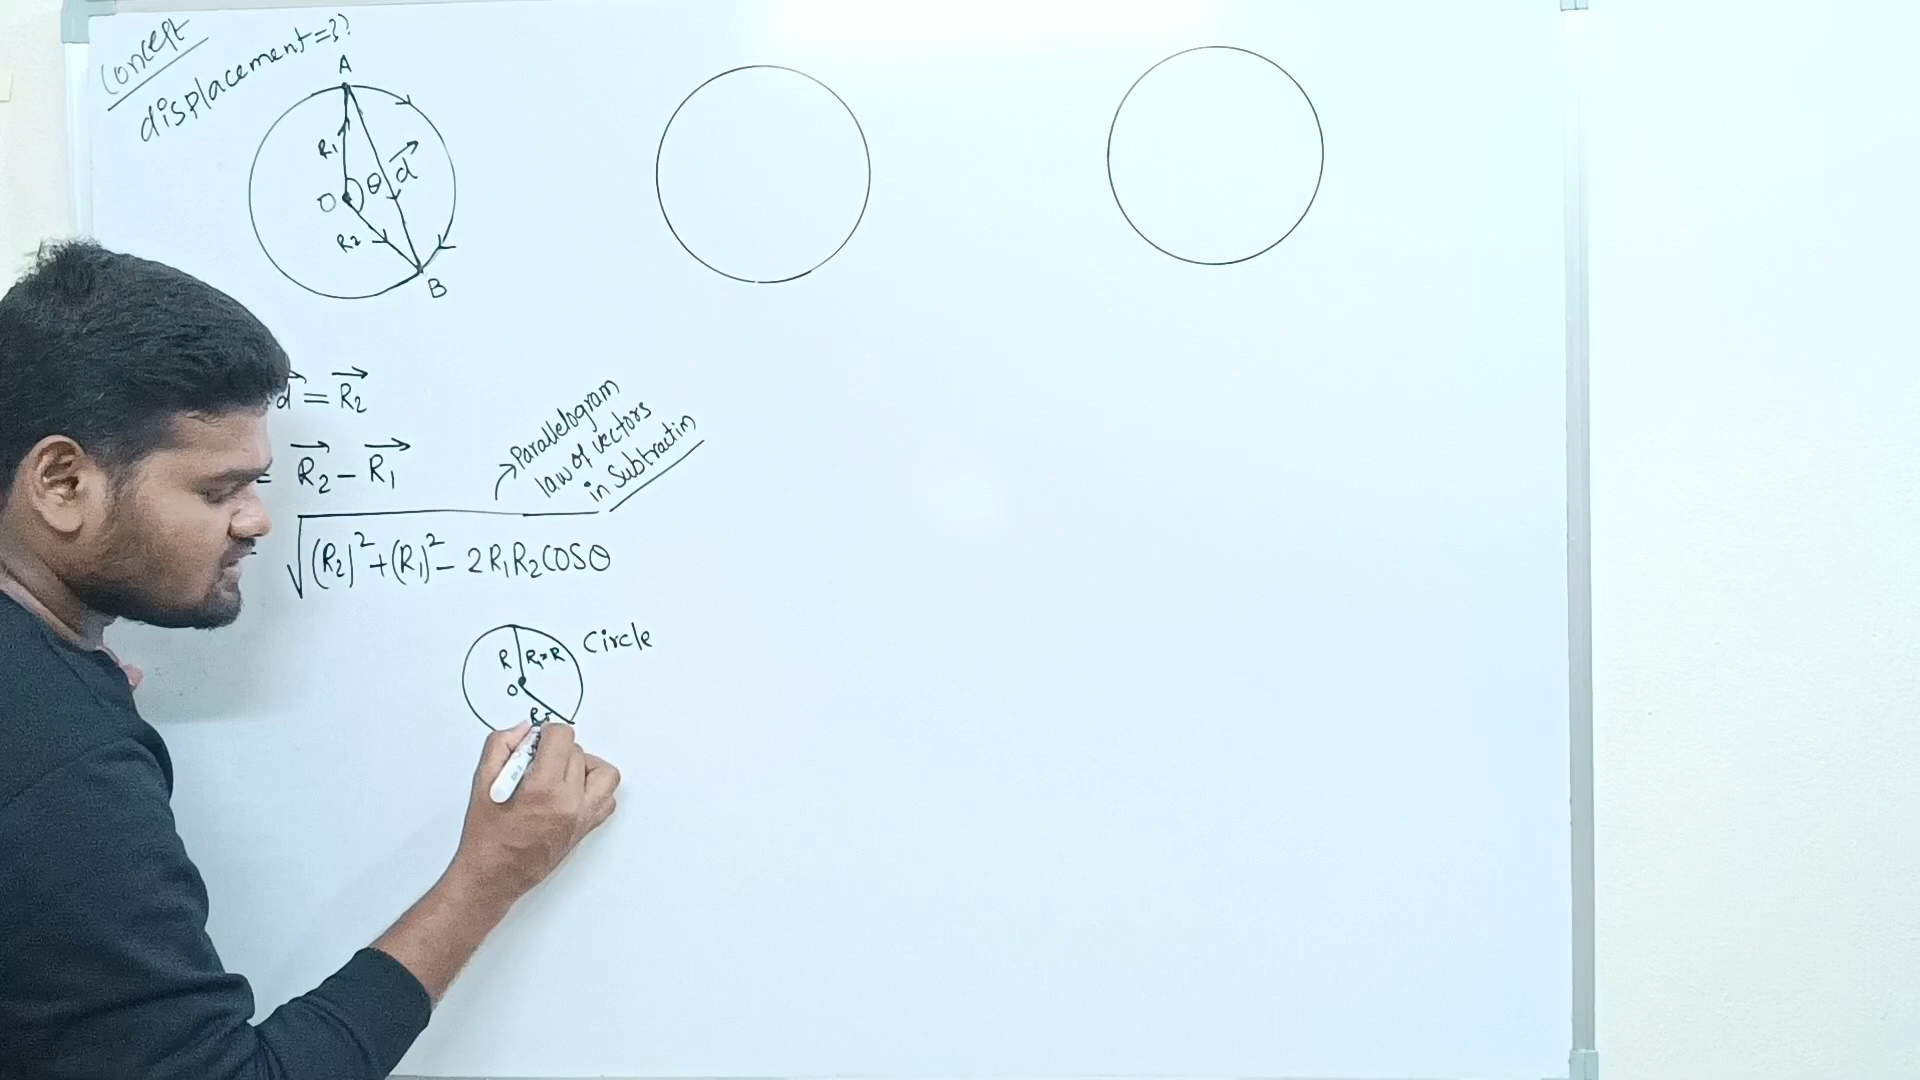 Concept
displacement=??
A
R1
θ
d
O
R2
B
d = R2
= R2 - R1
Parallelogram
law of vectors
in Subtraction
√(R2)²+(R1)²- 2R1R2COSθ
Circle
R R1=R
O